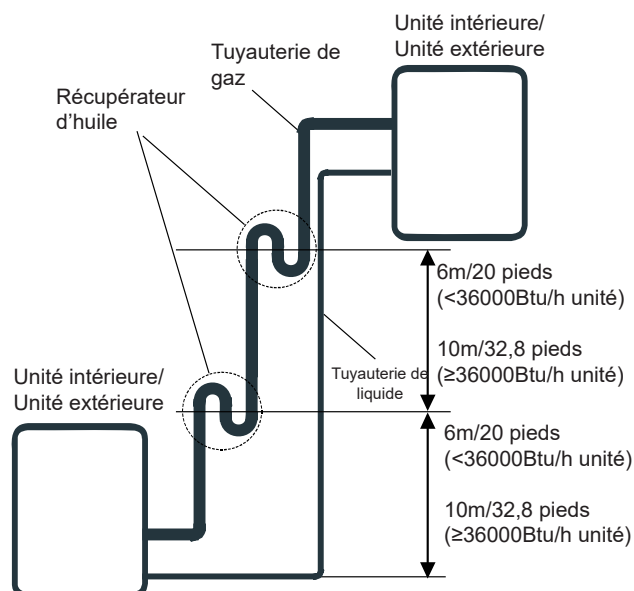 Unité intérieure/
Unité extérieure
Tuyauterie de
gaz
Récupérateur
d'huile
6m/20 pieds
(<36000Btu/h unité)
10m/32,8 pieds
(≥36000Btu/h unité)
Tuyauterie de
liquide
Unité intérieure/
Unité extérieure
6m/20 pieds
(<36000Btu/h unité)
10m/32,8 pieds
(≥36000Btu/h unité)